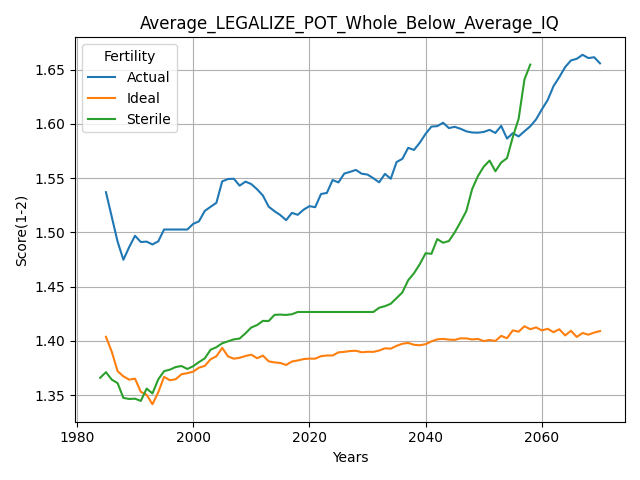 Average_LEGALIZE_POT_Whole_Below_Average_IQ
Fertility
Actual
Ideal
Sterile
Score(1-2)
1.65
1.60
1.55
1.50
1.45
1.40
1.35
1980
2000
2020
2040
2060
Years